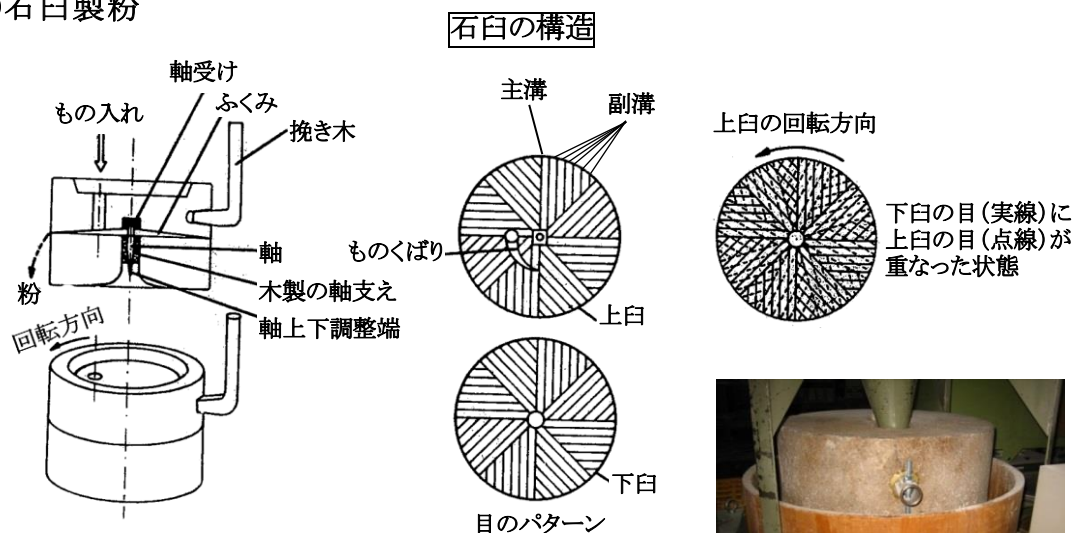 石臼製粉
石臼の構造
軸受け
ふくみ
もの入れ
挽き木
軸
木製の軸支え
軸上下調整端
粉
回転方向
主溝
副溝
ものくばり
上臼
下臼
目のパターン
上臼の回転方向
下臼の目(実線)に
上臼の目(点線)が
重なった状態